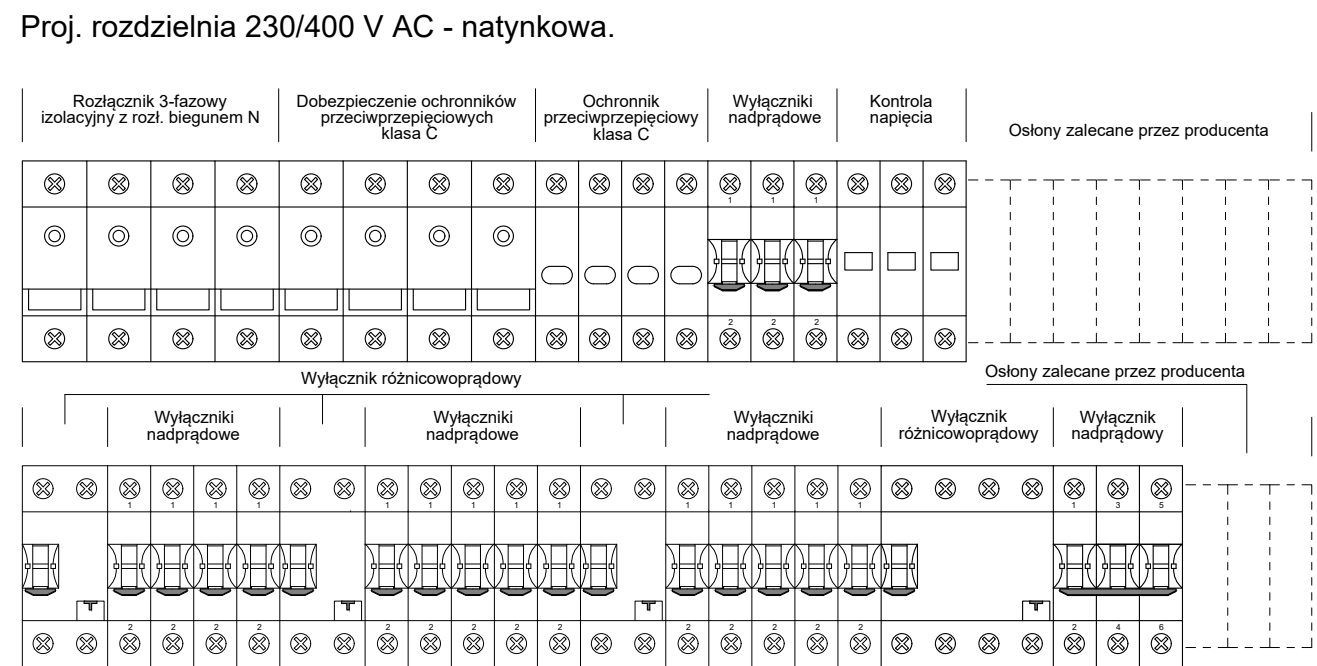 Proj. rozdzielnia 230/400 V AC - natynkowa.
Rozłącznik 3-fazowy
izolacyjny z rozł. biegunem N
Dobezpieczenie ochronników
przeciwprzepięciowych
klasa C
Ochronnik
przeciwprzepięciowy
klasa C
Wyłączniki
nadprądowe
Kontrola
napięcia
Osłony zalecane przez producenta
1 1 1
2 2 2
Wyłącznik różnicowoprądowy
Osłony zalecane przez producenta
Wyłączniki
nadprądowe
Wyłączniki
nadprądowe
Wyłączniki
nadprądowe
Wyłącznik
różnicowoprądowy
Wyłącznik
nadprądowy
1 1 1 1 1 1 1 1 1 1 1 1 1 1 1 3 5
T T T T
2 2 2 2 2 2 2 2 2 2 2 2 2 2 2 4 6